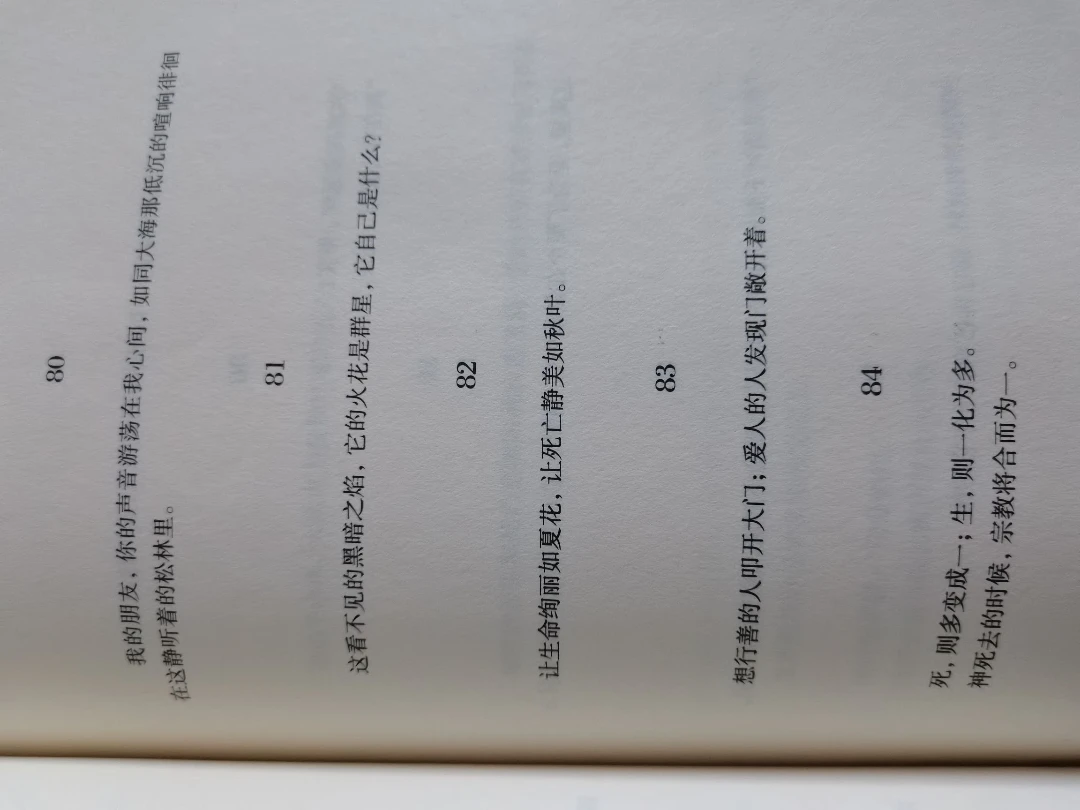 80
我的朋友，你的声音游荡在我心间，如同大海那低沉的喧响徘徊
在这静听着的松林里。
81
这看不见的黑暗之焰，它的火花是群星，它自己是什么？
82
让生命绚丽如夏花，让死亡静美如秋叶。
83
想行善的人叩开大门；爱人的人发现门敞开着。
84
死，则多变成一；生，则一化为多。
神死去的时候，宗教将合而为一。